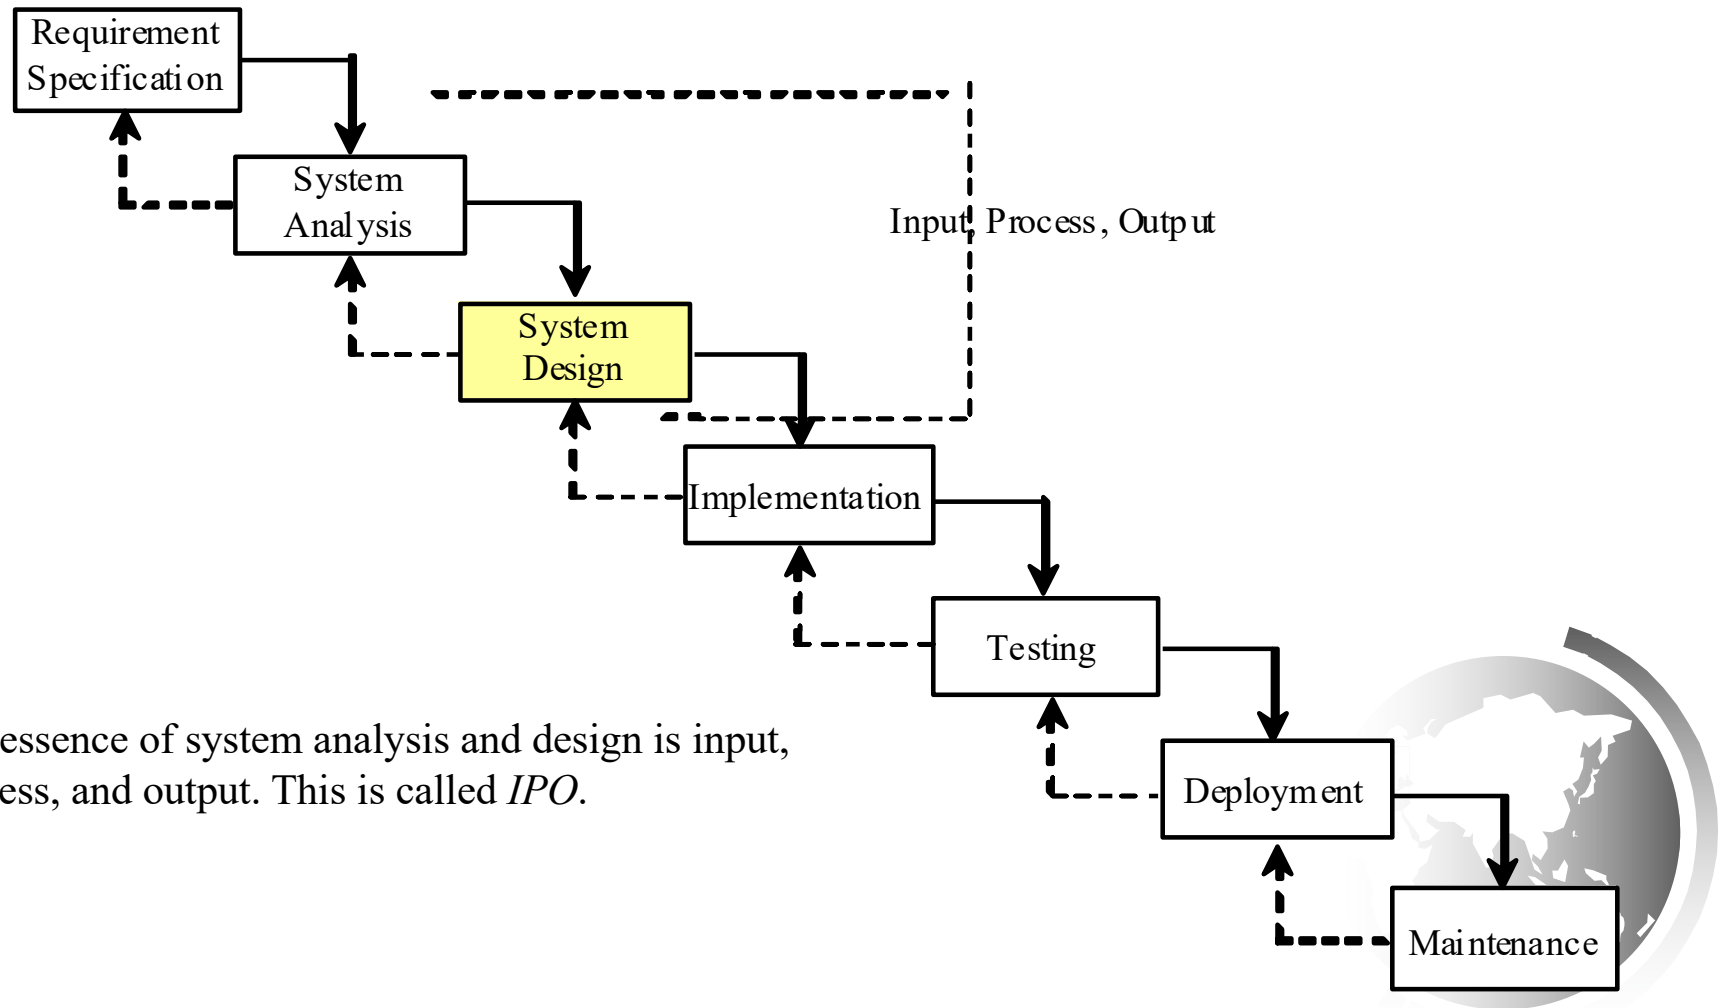 Requirement
Specification
System
Analysis
Input, Process, Output
System
Design
Implementation
Testing
essence of system analysis and design is input,
ess, and output. This is called IPO.
Deployment
Maintenance